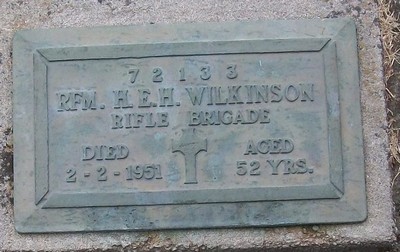 72133
RFM. H.E.H. WILKINSON
RIFLE BRIGADE
DIED
2-2-1951
AGED
52 YRS.